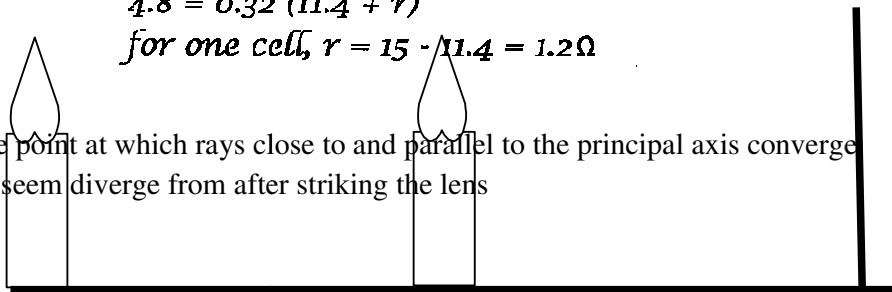 4.8 = 0.32 (11.4 + r)
for one cell, r = 15 - 11.4 = 1.2Ω
point at which rays close to and parallel to the principal axis converge
seem diverge from after striking the lens